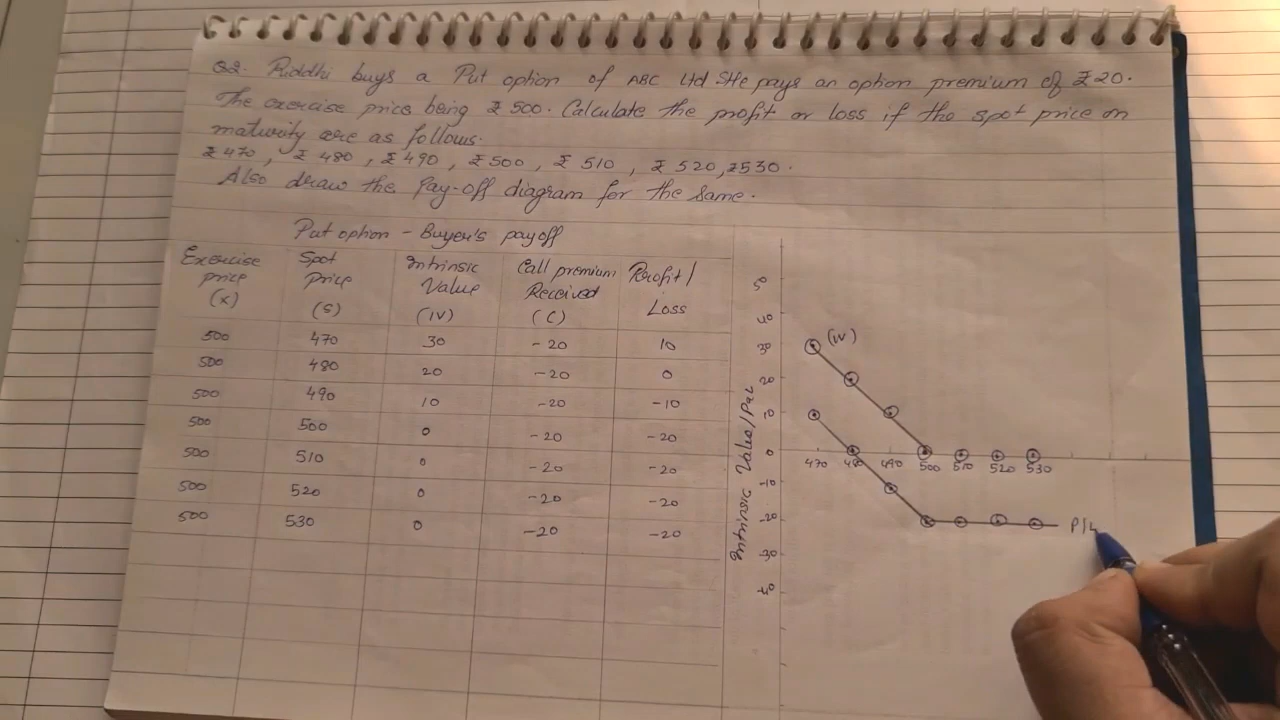 Q2. Riddhi buys a Put option of ABC Ltd SHe pays an option premium of ₹20.
The exercise price being ₹500. Calculate the profit or loss if the spot price on
maturity are as follows.
₹470, ₹480, ₹490, ₹500, ₹510, ₹520, ₹530.
Also draw the Pay-off diagram for the same.
Put option - Buyer's payoff
Exercise price (X) Spot Price (S) Intrinsic Value (IV) Call premium Received (C) Profit/ Loss
500 470 30 -20 10
500 480 20 -20 0
500 490 10 -20 -10
500 500 0 -20 -20
500 510 0 -20 -20
500 520 0 -20 -20
500 530 0 -20 -20
Intrinsic Value/P&L
50
40
30
20
10
0
-10
-20
-30
-40
(IV)
470 480 490 500 510 520 530
P/L